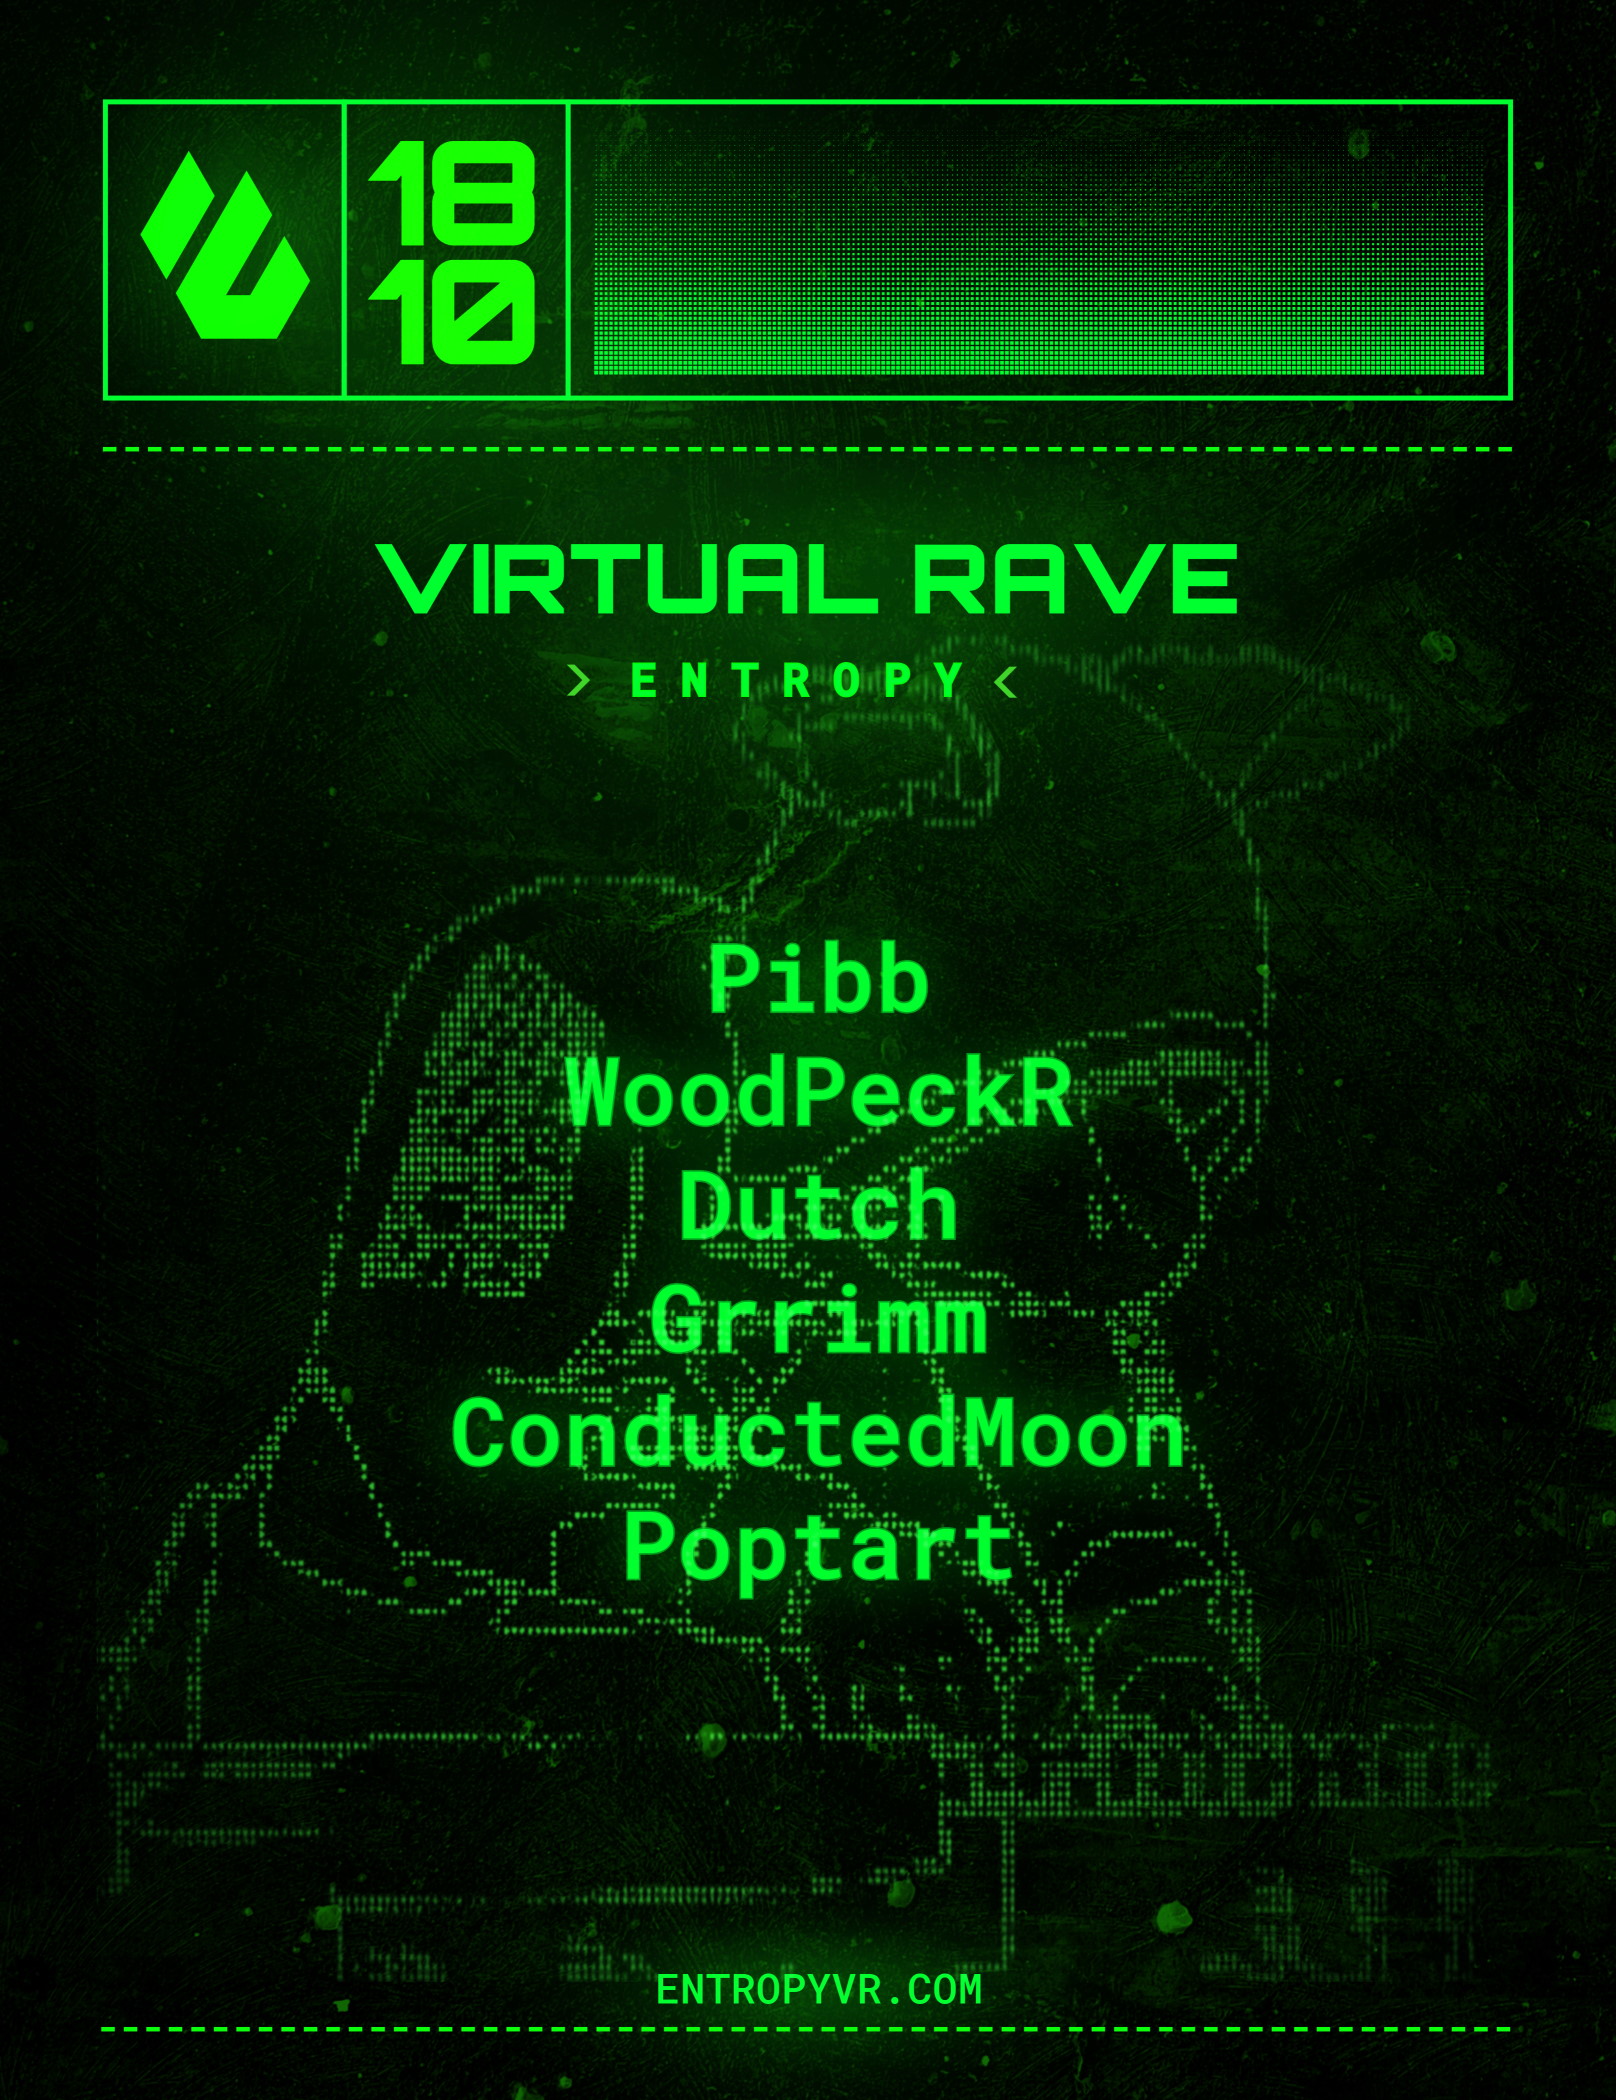 18
10
VIRTUAL RAVE
> ENTROPY <
Pibb
WoodPeckR
Dutch
Grrimm
ConductedMoon
Poptart
ENTROPYVR.COM